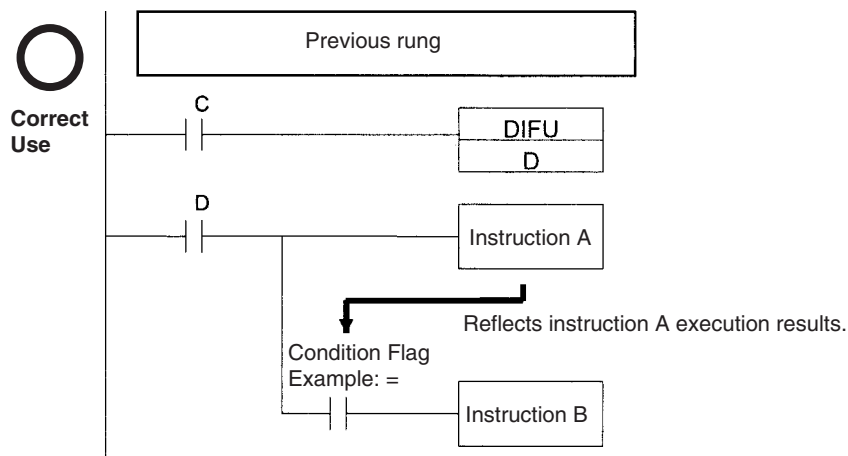 Previous rung
Correct
Use
C
DIFU
D
D
Instruction A
Reflects instruction A execution results.
Condition Flag
Example: =
Instruction B